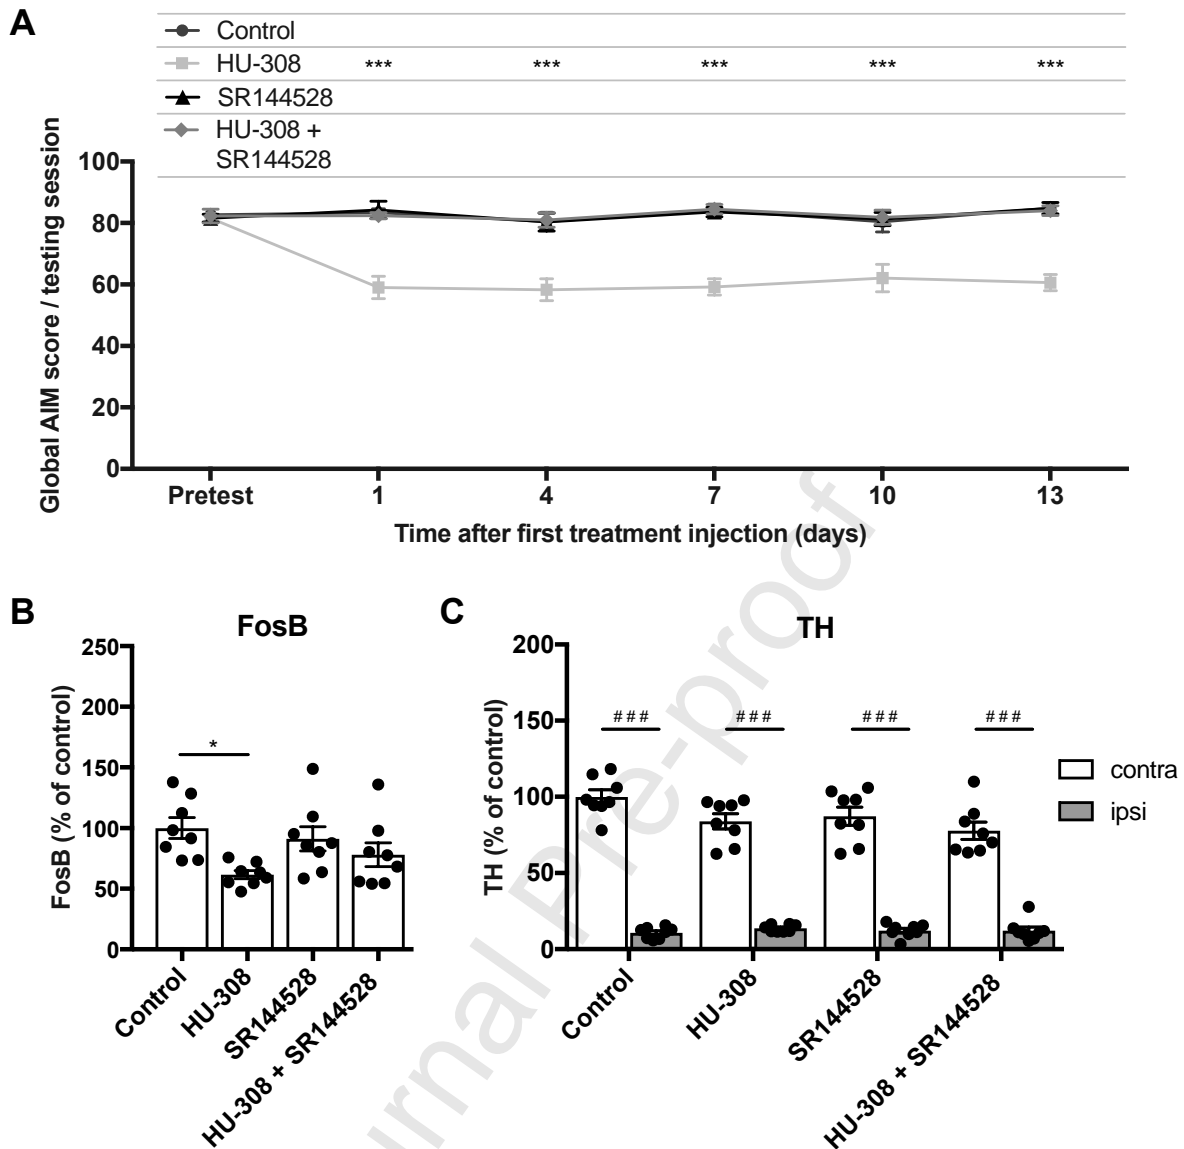 A
Control
HU-308 *** *** *** *** ***
SR144528
HU-308 +
SR144528
Global AIM score / testing session
100
80
60
40
20
0
Pretest 1 4 7 10 13
Time after first treatment injection (days)
B
FosB
FosB (% of control)
250
200
150
100
50
0
*
Control
HU-308
SR144528
HU-308 + SR144528
C
TH
TH (% of control)
200
150
100
50
0
### ### ### ###
contra
ipsi
Control
HU-308
SR144528
HU-308 + SR144528
urnal Pre-proof